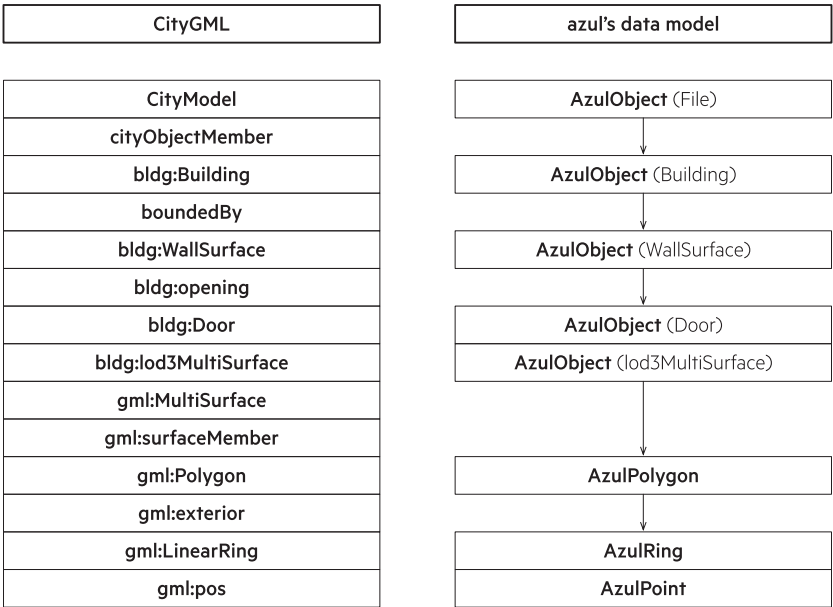 CityGML
CityModel
cityObjectMember
bldg:Building
boundedBy
bldg:WallSurface
bldg:opening
bldg:Door
bldg:lod3MultiSurface
gml:MultiSurface
gml:surfaceMember
gml:Polygon
gml:exterior
gml:LinearRing
gml:pos
azul's data model
AzulObject (File)
AzulObject (Building)
AzulObject (WallSurface)
AzulObject (Door)
AzulObject (lod3MultiSurface)
AzulPolygon
AzulRing
AzulPoint